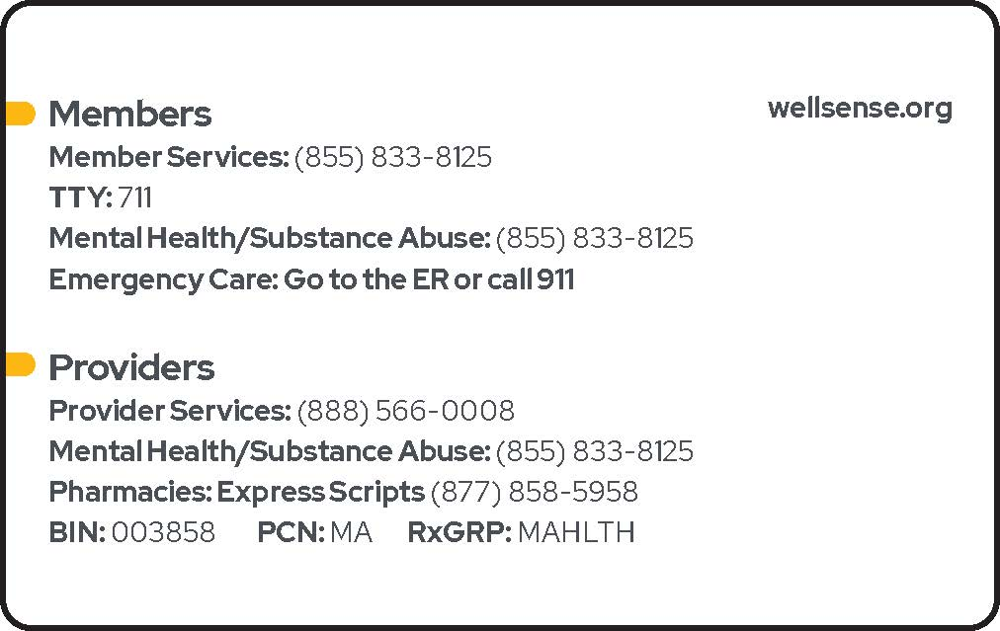 Members
wellsense.org
Member Services: (855) 833-8125
TTY: 711
Mental Health/Substance Abuse: (855) 833-8125
Emergency Care: Go to the ER or call 911
Providers
Provider Services: (888) 566-0008
Mental Health/Substance Abuse: (855) 833-8125
Pharmacies: Express Scripts (877) 858-5958
BIN: 003858 PCN: MA RxGRP: MAHLTH